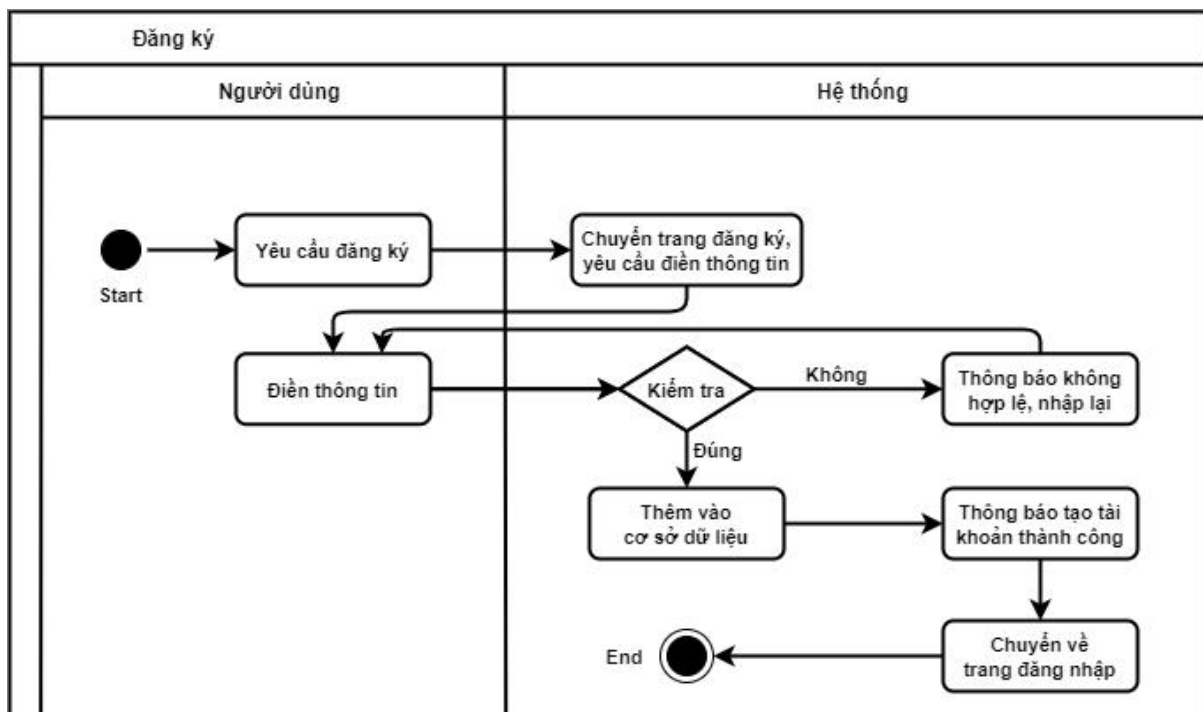 Đăng ký
Người dùng
Hệ thống
Yêu cầu đăng ký
Chuyển trang đăng ký,
yêu cầu điền thông tin
Start
Điền thông tin
Kiểm tra
Không
Thông báo không
hợp lệ, nhập lại
Đúng
Thêm vào
cơ sở dữ liệu
Thông báo tạo tài
khoản thành công
End
Chuyển về
trang đăng nhập